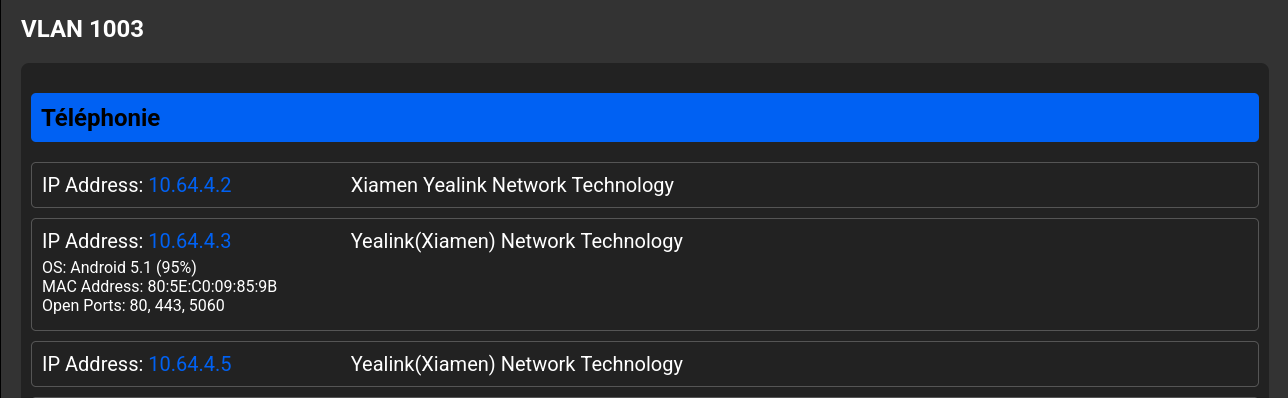 VLAN 1003
Téléphonie
IP Address: 10.64.4.2 Xiamen Yealink Network Technology
IP Address: 10.64.4.3 Yealink(Xiamen) Network Technology
OS: Android 5.1 (95%)
MAC Address: 80:5E:C0:09:85:9B
Open Ports: 80, 443, 5060
IP Address: 10.64.4.5 Yealink(Xiamen) Network Technology